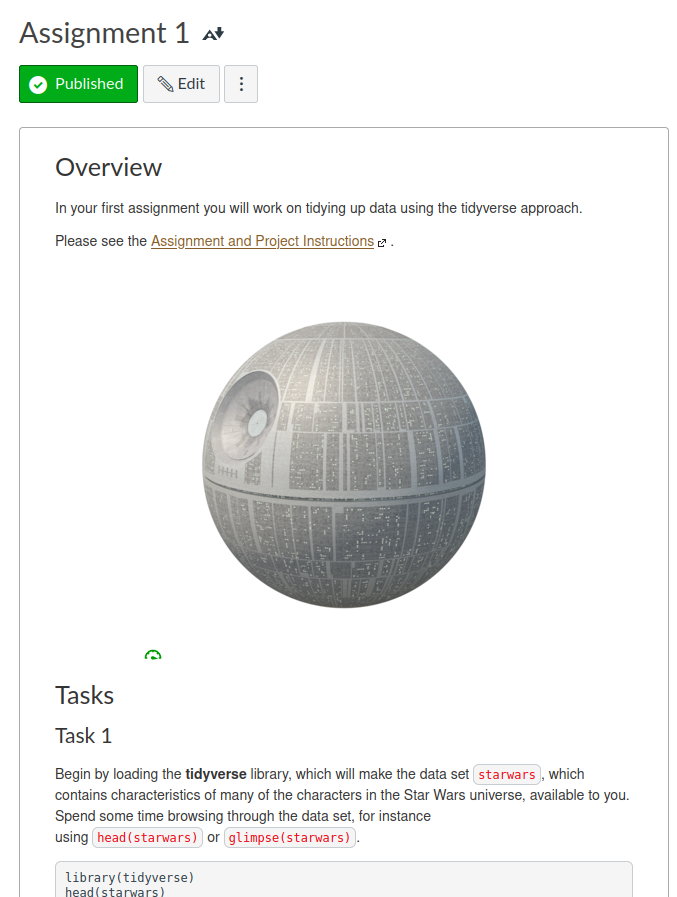 Assignment 1
Published Edit
Overview
In your first assignment you will work on tidying up data using the tidyverse approach.
Please see the Assignment and Project Instructions .
Tasks
Task 1
Begin by loading the tidyverse library, which will make the data set starwars, which
contains characteristics of many of the characters in the Star Wars universe, available to you.
Spend some time browsing through the data set, for instance
using head(starwars) or glimpse(starwars).
library(tidyverse)
head(starwars)